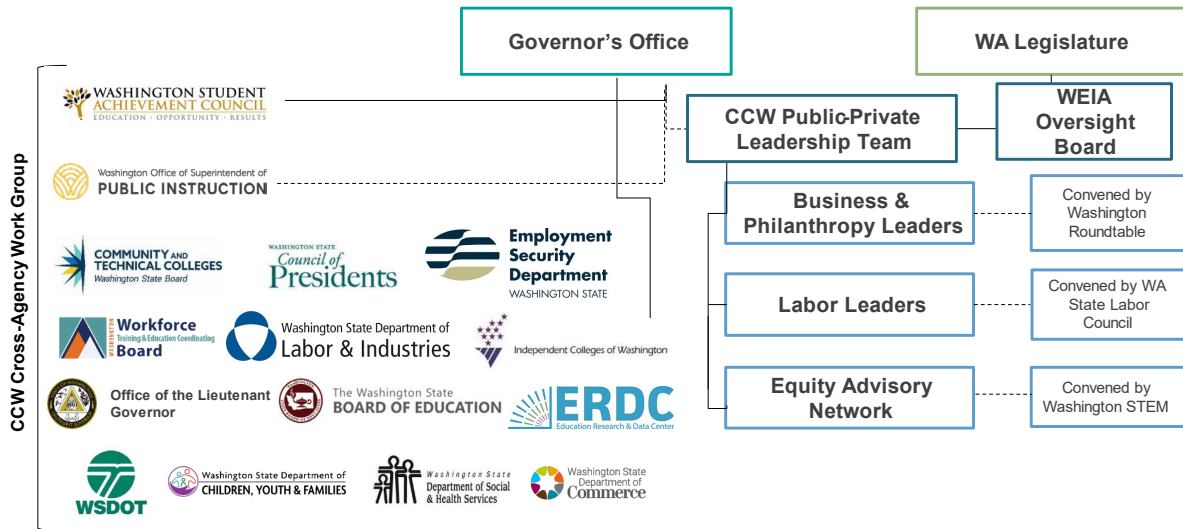 Governor's Office
WA Legislature
CCW Cross-Agency Work Group
WASHINGTON STUDENT
ACHIEVEMENT COUNCIL
EDUCATION · OPPORTUNITY · RESULTS
Washington Office of Superintendent of
PUBLIC INSTRUCTION
COMMUNITY AND
TECHNICAL COLLEGES
Washington State Board
WASHINGTON STATE
Council of
Presidents
Employment
Security
Department
WASHINGTON STATE
WASHINGTON
Workforce
Training & Education Coordinating
Board
Washington State Department of
Labor & Industries
Independent Colleges of Washington
Office of the Lieutenant
Governor
The Washington State
BOARD OF EDUCATION
ERDC
Education Research & Data Center
WSDOT
Washington State Department of
CHILDREN, YOUTH & FAMILIES
Washington State
Department of Social
& Health Services
Washington State
Department of
Commerce
CCW Public-Private
Leadership Team
WEIA
Oversight
Board
Business &
Philanthropy Leaders
Convened by
Washington
Roundtable
Labor Leaders
Convened by WA
State Labor
Council
Equity Advisory
Network
Convened by
Washington STEM